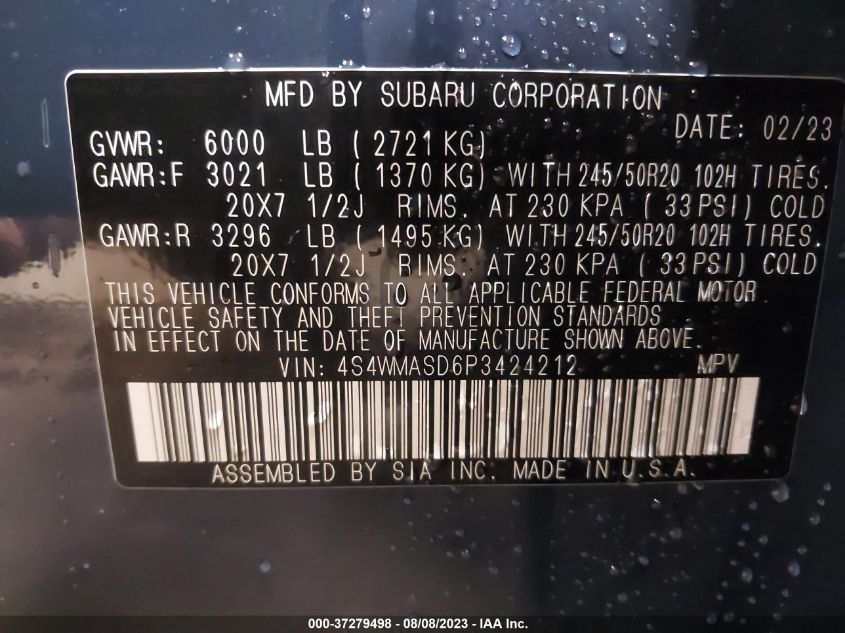 MFD BY SUBARU CORPORATION
DATE: 02/23
GVWR: 6000 LB ( 2721 KG)
GAWR:F 3021 LB ( 1370 KG) WITH 245/50R20 102H TIRES.
20X7 1/2J RIMS. AT 230 KPA ( 33 PSI) COLD
GAWR:R 3296 LB ( 1495 KG) WITH 245/50R20 102H TIRES.
20X7 1/2J RIMS. AT 230 KPA ( 33 PSI) COLD
THIS VEHICLE CONFORMS TO ALL APPLICABLE FEDERAL MOTOR
VEHICLE SAFETY AND THEFT PREVENTION STANDARDS
IN EFFECT ON THE DATE OF MANUFACTURE SHOWN ABOVE.
VIN: 4S4WMASD6P3424212 MPV
ASSEMBLED BY SIA INC. MADE IN U.S.A.
000-37279498 - 08/08/2023 - IAA Inc.